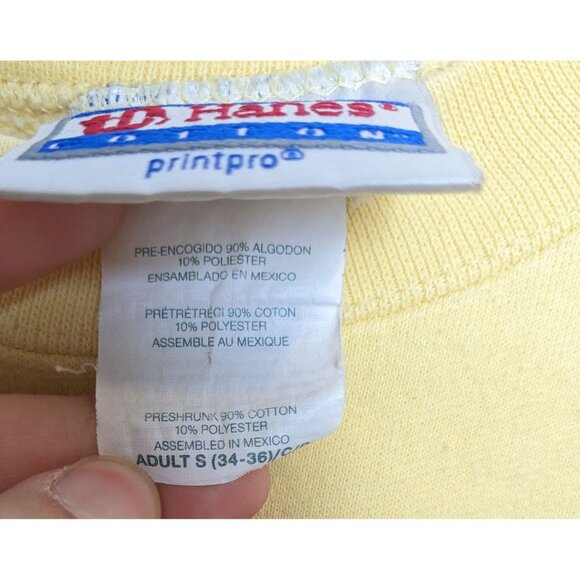 Hanes®
COTTON
printpro®
PRE-ENCOGIDO 90% ALGODON
10% POLIESTER
ENSAMBLADO EN MEXICO
PRÉTRÉTRECI 90% COTON
10% POLYESTER
ASSEMBLE AU MEXIQUE
PRESHRUNK 90% COTTON
10% POLYESTER
ASSEMBLED IN MEXICO
ADULT S (34-36)/